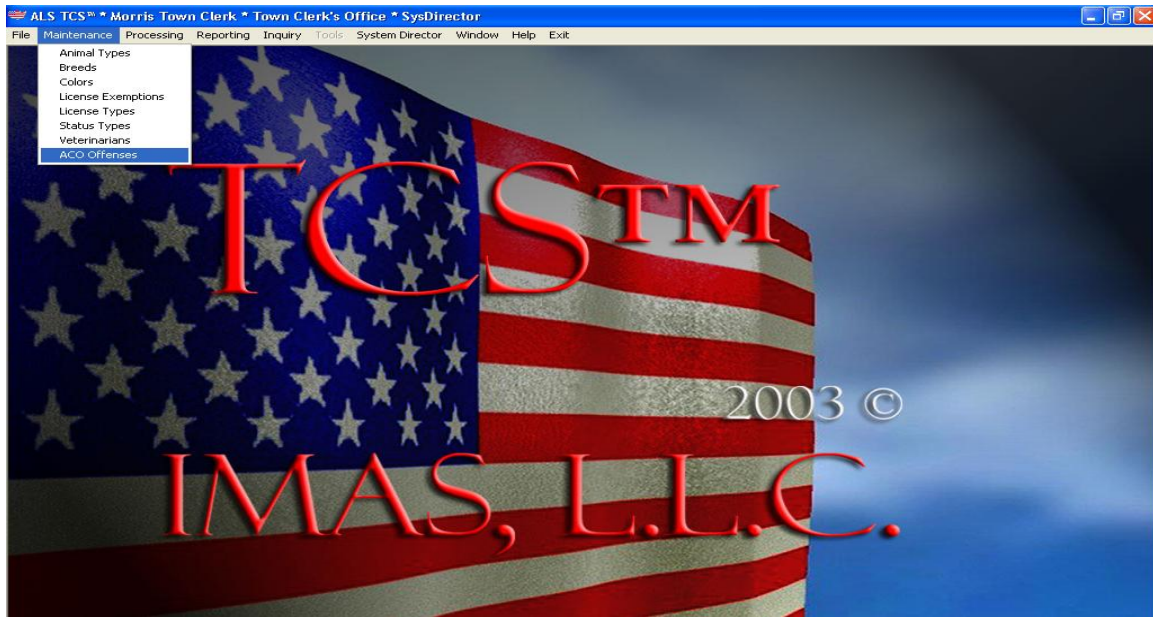 ALS TCS™ * Morris Town Clerk * Town Clerk's Office * SysDirector
File Maintenance Processing Reporting Inquiry Tools System Director Window Help Exit
Animal Types
Breeds
Colors
License Exemptions
License Types
Status Types
Veterinarians
ACO Offenses
TCS™
2003 ©
IMAS, L.L.C.